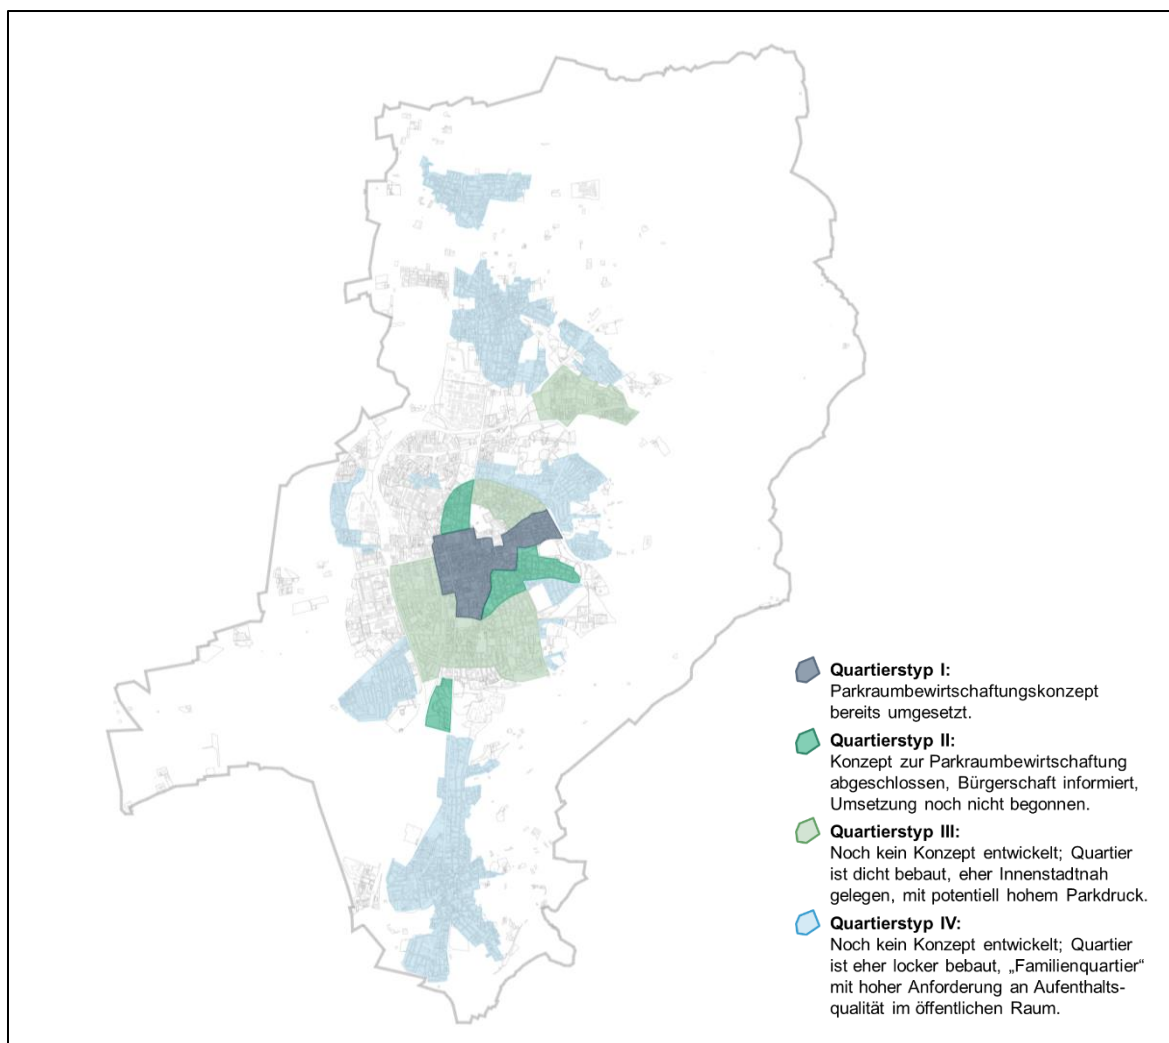 Quartierstyp I:
Parkraumbewirtschaftungskonzept
bereits umgesetzt.
Quartierstyp II:
Konzept zur Parkraumbewirtschaftung
abgeschlossen, Bürgerschaft informiert,
Umsetzung noch nicht begonnen.
Quartierstyp III:
Noch kein Konzept entwickelt; Quartier
ist dicht bebaut, eher Innenstadtnah
gelegen, mit potentiell hohem Parkdruck.
Quartierstyp IV:
Noch kein Konzept entwickelt; Quartier
ist eher locker bebaut, „Familienquartier“
mit hoher Anforderung an Aufenthalts-
qualität im öffentlichen Raum.